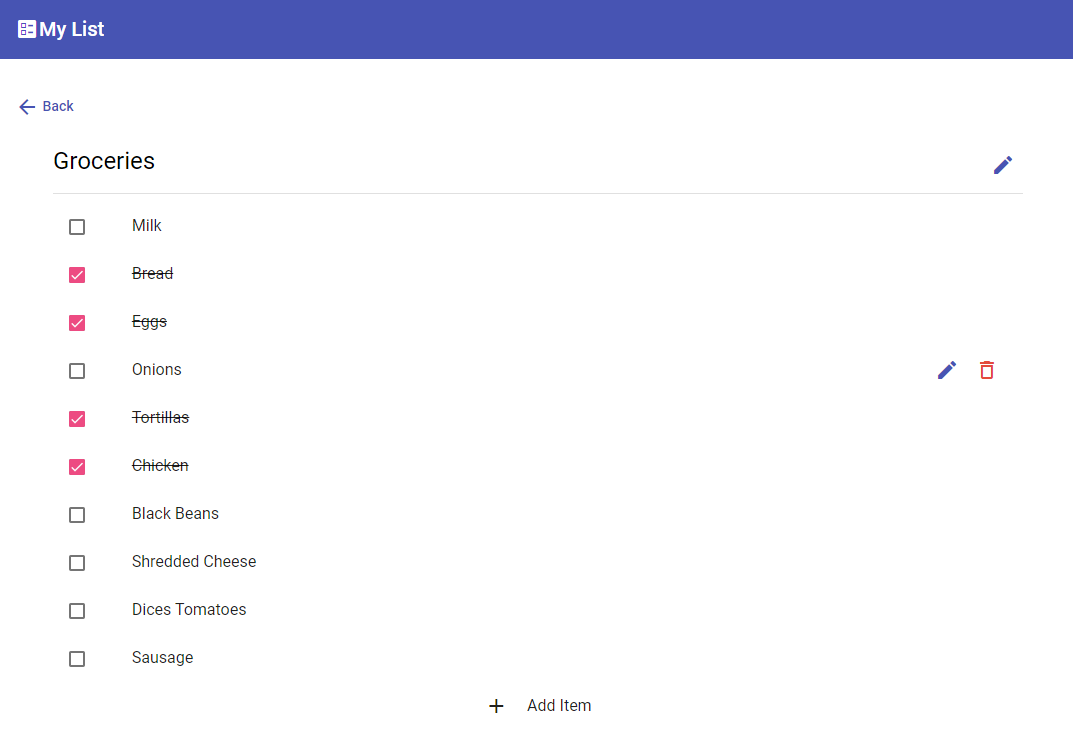 My List
Back
Groceries
Milk
Bread
Eggs
Onions
Tortillas
Chicken
Black Beans
Shredded Cheese
Dices Tomatoes
Sausage
Add Item